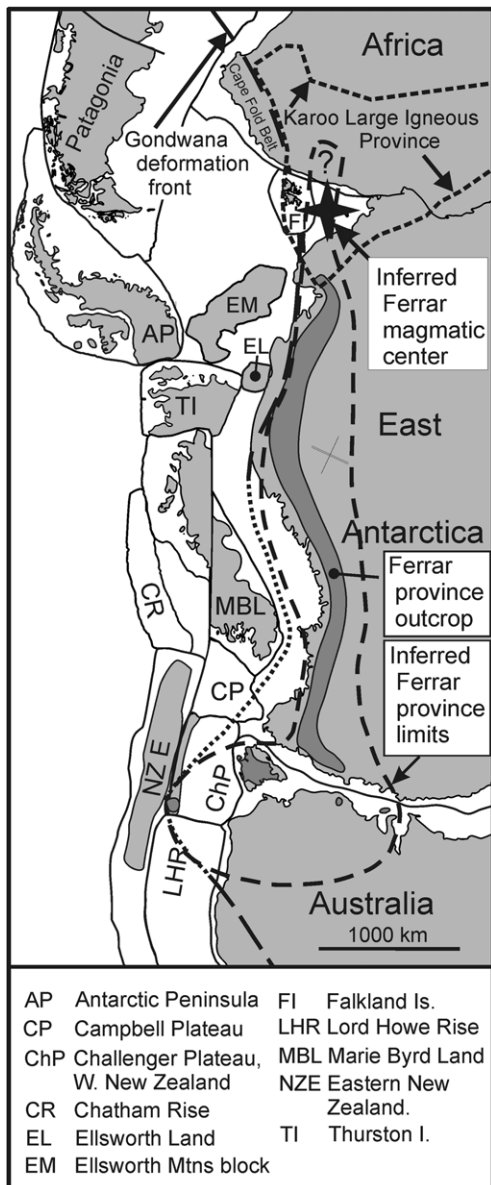 Africa
Patagonia
Cape Fold Belt
Karoo Large Igneous
Province
Gondwana
deformation
front
?
FI
Inferred
Ferrar
magmatic
center
EM
AP
EL
TI
East
Antarctica
CR
MBL
Ferrar
province
outcrop
Inferred
Ferrar
province
limits
CP
NZ E
ChP
LHR
Australia
1000 km
AP Antarctic Peninsula
CP Campbell Plateau
ChP Challenger Plateau,
W. New Zealand
CR Chatham Rise
EL Ellsworth Land
EM Ellsworth Mtns block
FI Falkland Is.
LHR Lord Howe Rise
MBL Marie Byrd Land
NZE Eastern New
Zealand.
TI Thurston I.